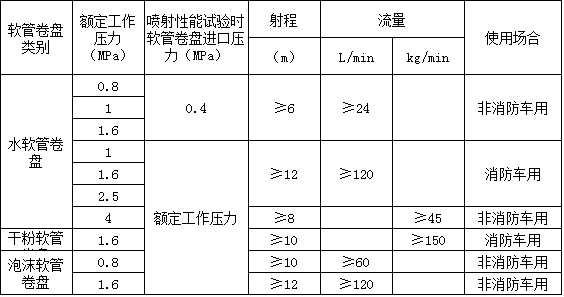 软管卷盘类别 额定工作压力（MPa） 喷射性能试验时软管卷盘进口压力（MPa） 射程 流量 使用场合
（m） L/min kg/min
水软管卷盘 0.8 0.4 ≥6 ≥24 非消防车用
1
1.6
1 额定工作压力 ≥12 ≥120 消防车用
1.6
2.5
4 ≥8 ≥45 非消防车用
干粉软管 1.6 ≥10 ≥150 消防车用
泡沫软管卷盘 0.8 ≥10 ≥60 非消防车用
1.6 ≥12 ≥120 非消防车用